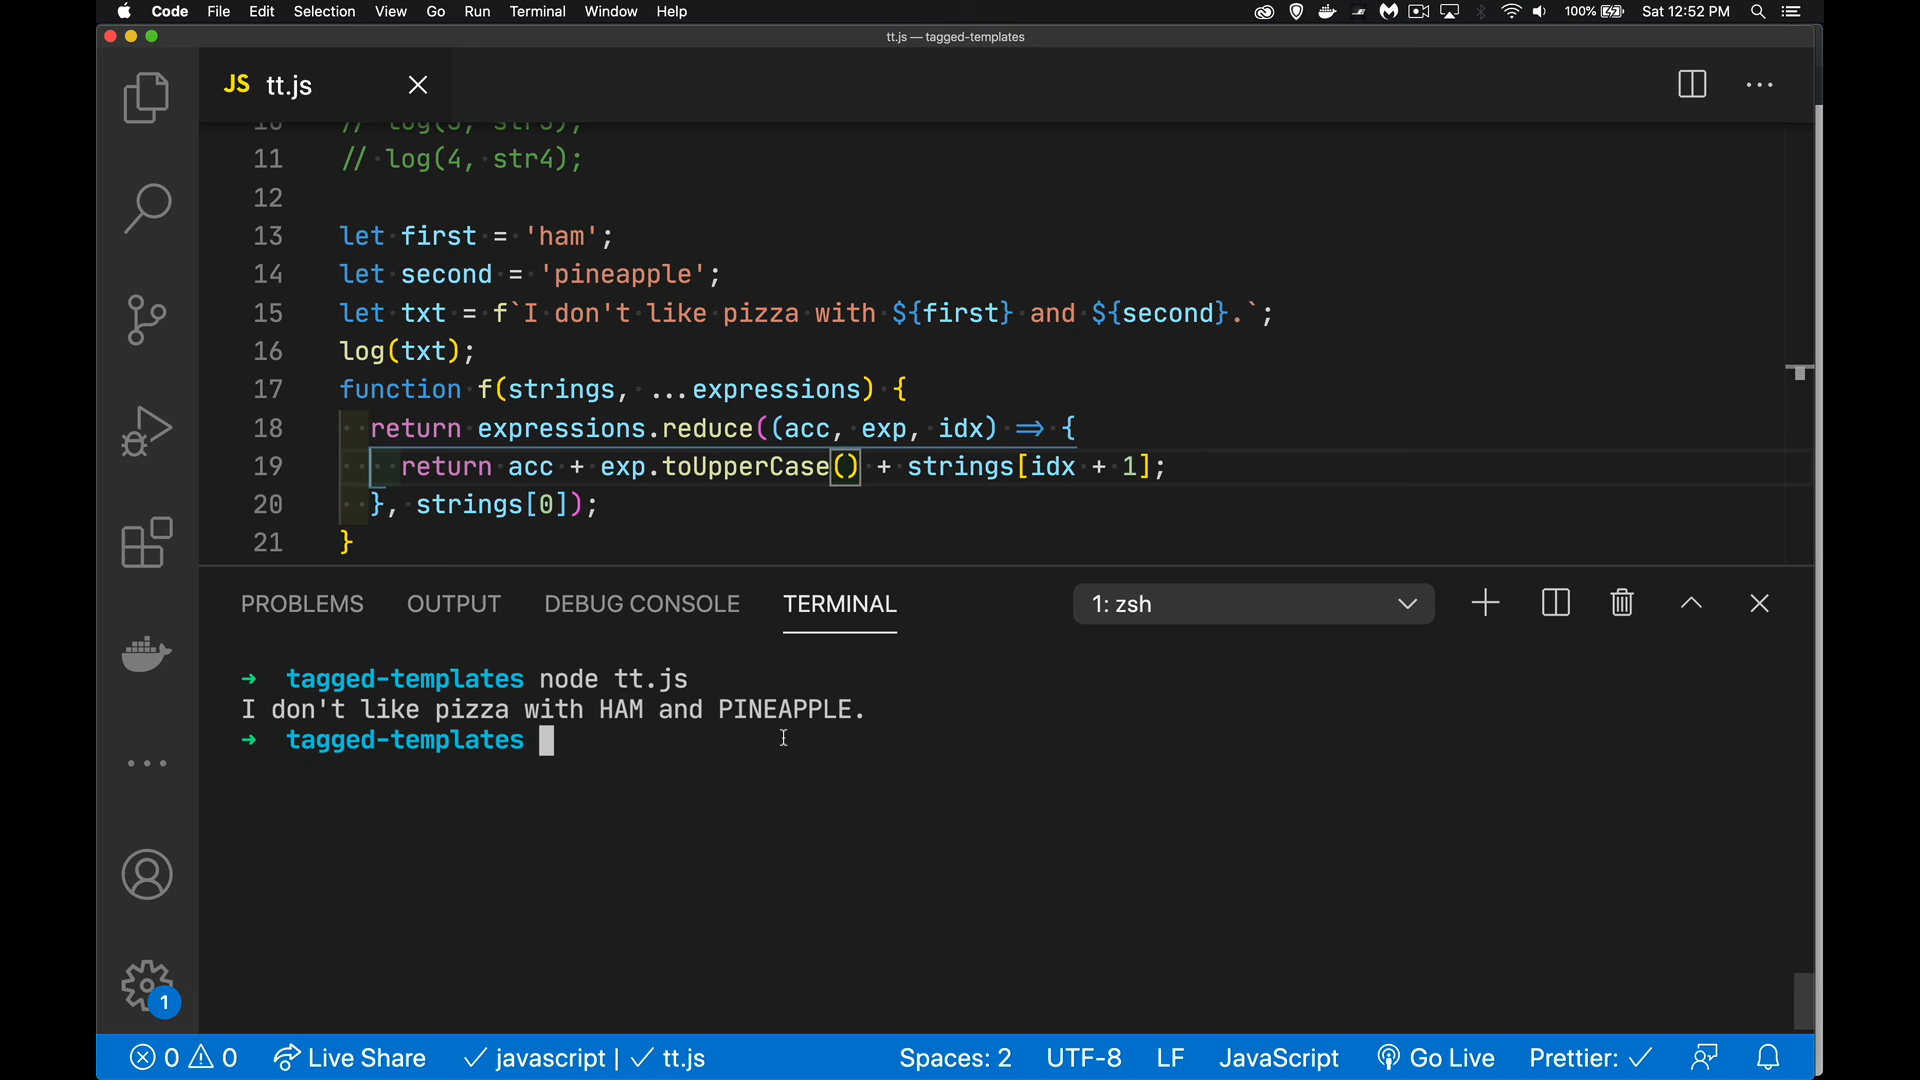 Code File Edit Selection View Go Run Terminal Window Help 100% Sat 12:52 PM
tt.js — tagged-templates
JS tt.js
10 // log(3, str3);
11 // log(4, str4);
12
13 let first = 'ham';
14 let second = 'pineapple';
15 let txt = f`I don't like pizza with ${first} and ${second}.`;
16 log(txt);
17 function f(strings, ...expressions) {
18 return expressions.reduce((acc, exp, idx) => {
19 return acc + exp.toUpperCase() + strings[idx + 1];
20 }, strings[0]);
21 }
PROBLEMS OUTPUT DEBUG CONSOLE TERMINAL 1: zsh
→ tagged-templates node tt.js
I don't like pizza with HAM and PINEAPPLE.
→ tagged-templates
1
0 0 Live Share ✓ javascript | ✓ tt.js Spaces: 2 UTF-8 LF JavaScript Go Live Prettier: ✓